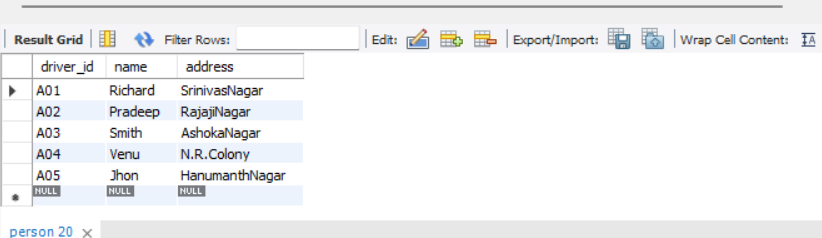 Result Grid Filter Rows: Edit: Export/Import: Wrap Cell Content: IA
driver_id name address
A01 Richard SrinivasNagar
A02 Pradeep RajajiNagar
A03 Smith AshokaNagar
A04 Venu N.R.Colony
A05 Jhon HanumanthNagar
NULL NULL NULL
person 20